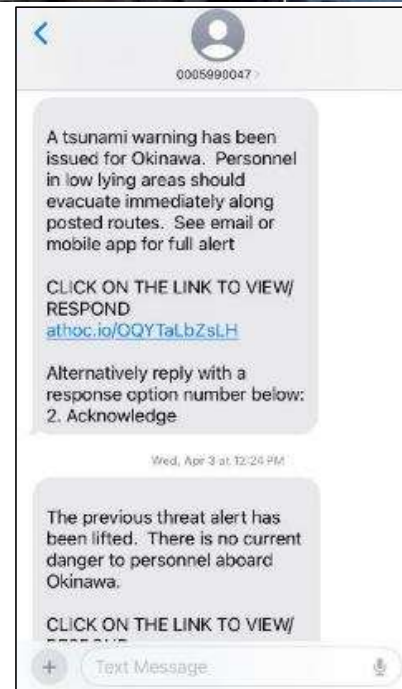 0005990047
A tsunami warning has been
issued for Okinawa. Personnel
in low lying areas should
evacuate immediately along
posted routes. See email or
mobile app for full alert
CLICK ON THE LINK TO VIEW/
RESPOND
athoc.io/OQYTaLbZsLH
Alternatively reply with a
response option number below:
2. Acknowledge
Wed, Apr 3 at 12:24 PM
The previous threat alert has
been lifted. There is no current
danger to personnel aboard
Okinawa.
CLICK ON THE LINK TO VIEW/
Text Message